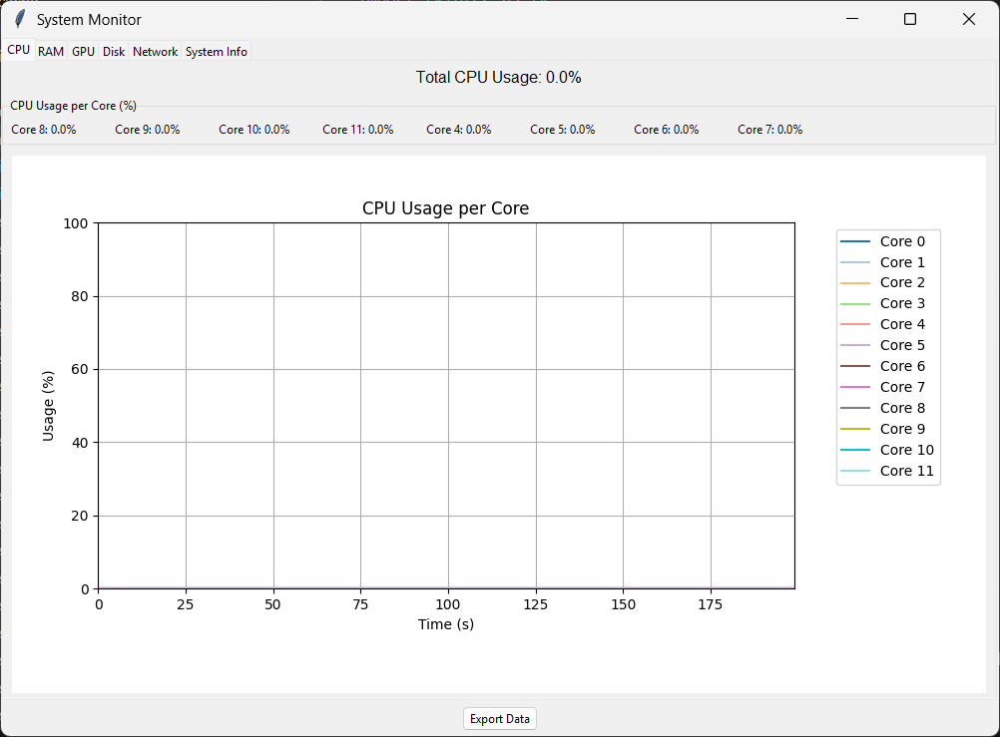 System Monitor
CPU RAM GPU Disk Network System Info
Total CPU Usage: 0.0%
CPU Usage per Core (%)
Core 8: 0.0% Core 9: 0.0% Core 10: 0.0% Core 11: 0.0% Core 4: 0.0% Core 5: 0.0% Core 6: 0.0% Core 7: 0.0%
CPU Usage per Core
100
80
60
40
20
0
Usage (%)
0 25 50 75 100 125 150 175
Time (s)
Core 0
Core 1
Core 2
Core 3
Core 4
Core 5
Core 6
Core 7
Core 8
Core 9
Core 10
Core 11
Export Data